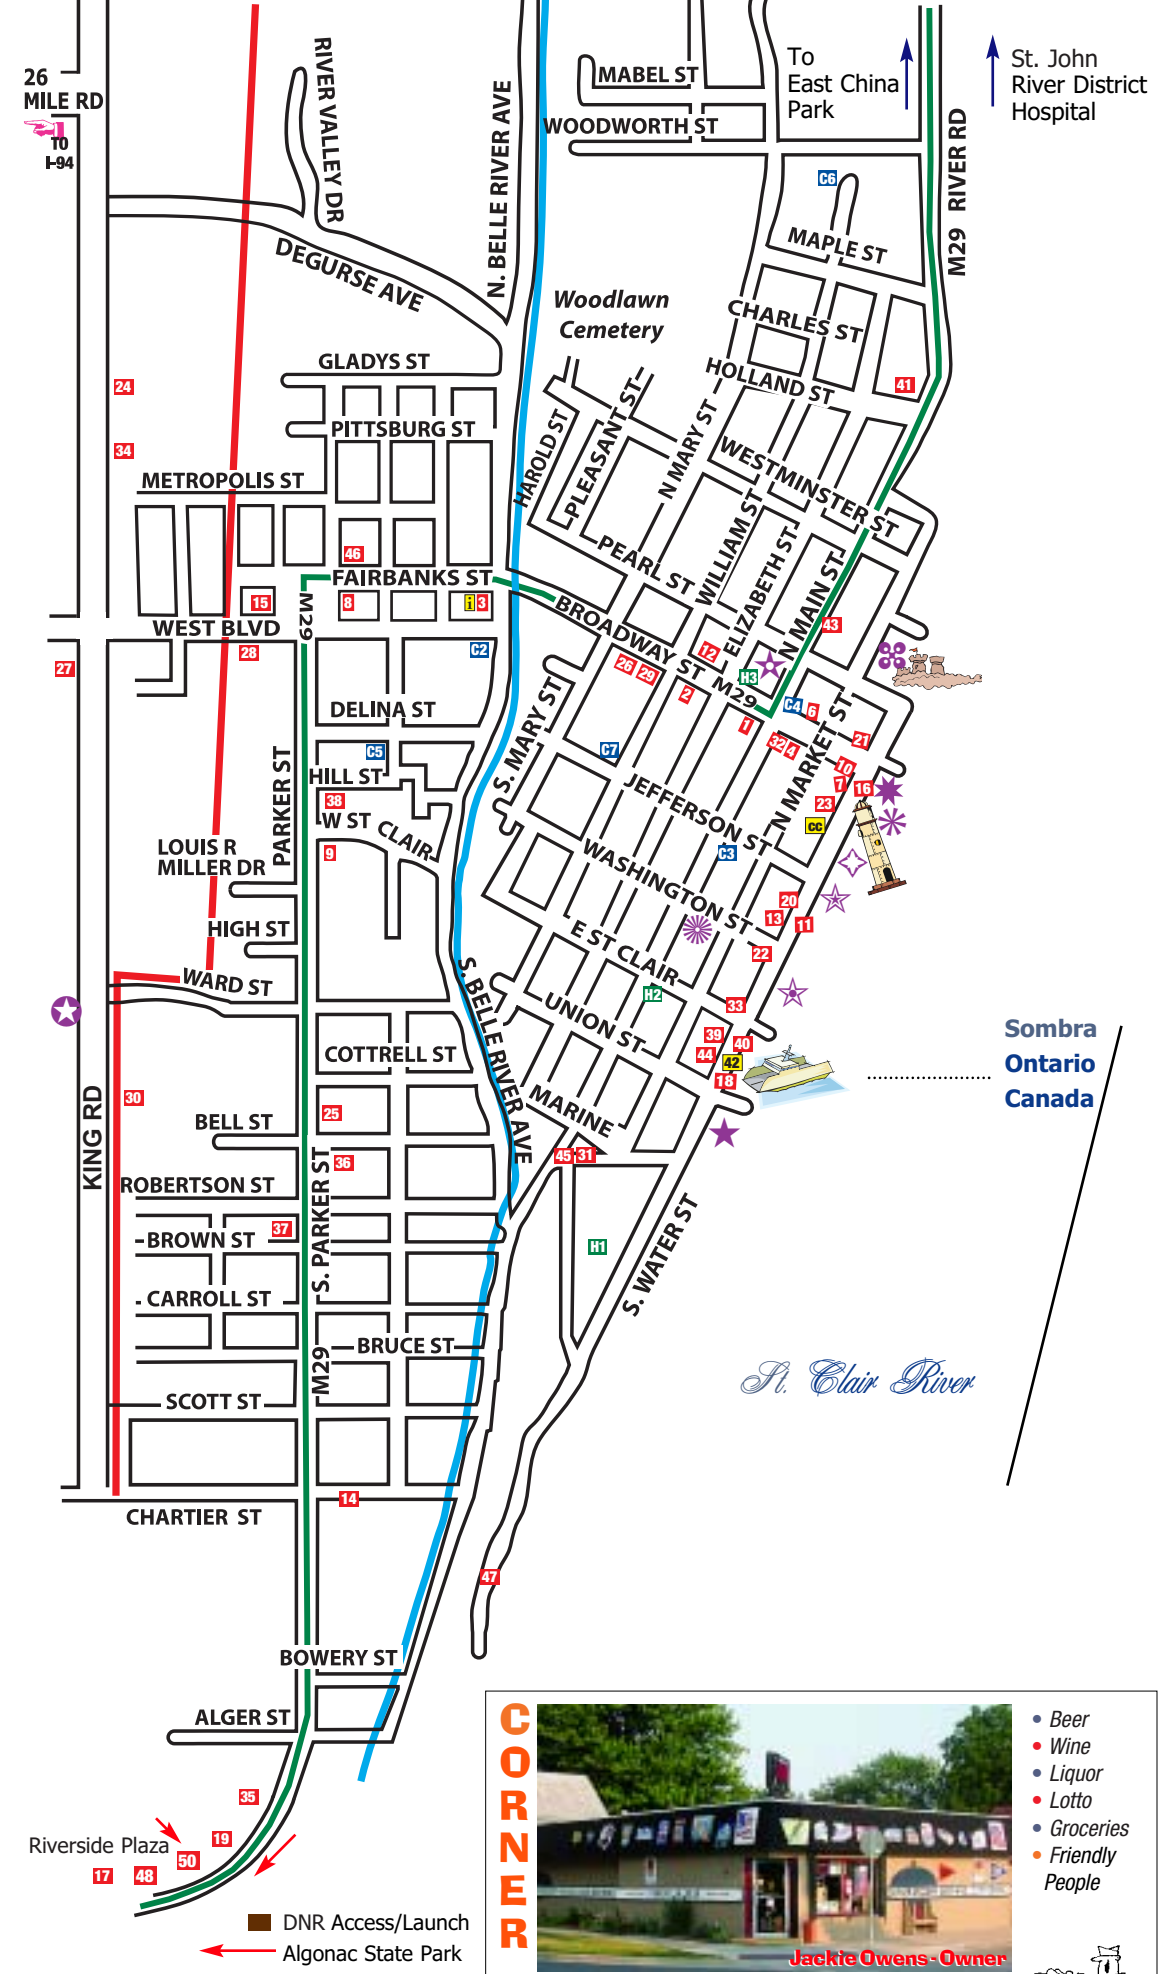 26
MILE RD
TO
I-94
RIVER VALLEY DR
N. BELLE RIVER AVE
MABEL ST
WOODWORTH ST
To
East China
Park
St. John
River District
Hospital
M29 RIVER RD
C6
MAPLE ST
DEGURSE AVE
Woodlawn
Cemetery
CHARLES ST
GLADYS ST
HOLLAND ST
24
41
PITTSBURG ST
HAROLD ST
PLEASANT ST
N MARY ST
34
METROPOLIS ST
WESTMINSTER ST
46
FAIRBANKS ST
PEARL ST
WILLIAM ST
ELIZABETH ST
N MAIN ST
15
M29
8
i
3
BROADWAY ST M29
43
WEST BLVD
28
27
C2
12
26
29
H3
2
C4
6
DELINA ST
1
S. MARY ST
N MARKET ST
21
32
4
C5
C7
10
HILL ST
7
16
PARKER ST
38
JEFFERSON ST
23
W ST CLAIR
cc
LOUIS R
MILLER DR
9
WASHINGTON ST
C3
20
13
11
HIGH ST
E ST CLAIR
22
WARD ST
S. BELLE RIVER AVE
H2
UNION ST
33
39
40
44
42
18
Sombra
Ontario
Canada
COTTRELL ST
KING RD
30
25
MARINE
BELL ST
36
45
31
ROBERTSON ST
S. PARKER ST
37
BROWN ST
H1
S. WATER ST
CARROLL ST
M29
BRUCE ST
St. Clair River
SCOTT ST
14
CHARTIER ST
47
BOWERY ST
ALGER ST
35
Riverside Plaza
19
50
17
48
DNR Access/Launch
Algonac State Park
CORNER
Jackie Owens - Owner
• Beer
• Wine
• Liquor
• Lotto
• Groceries
• Friendly
People